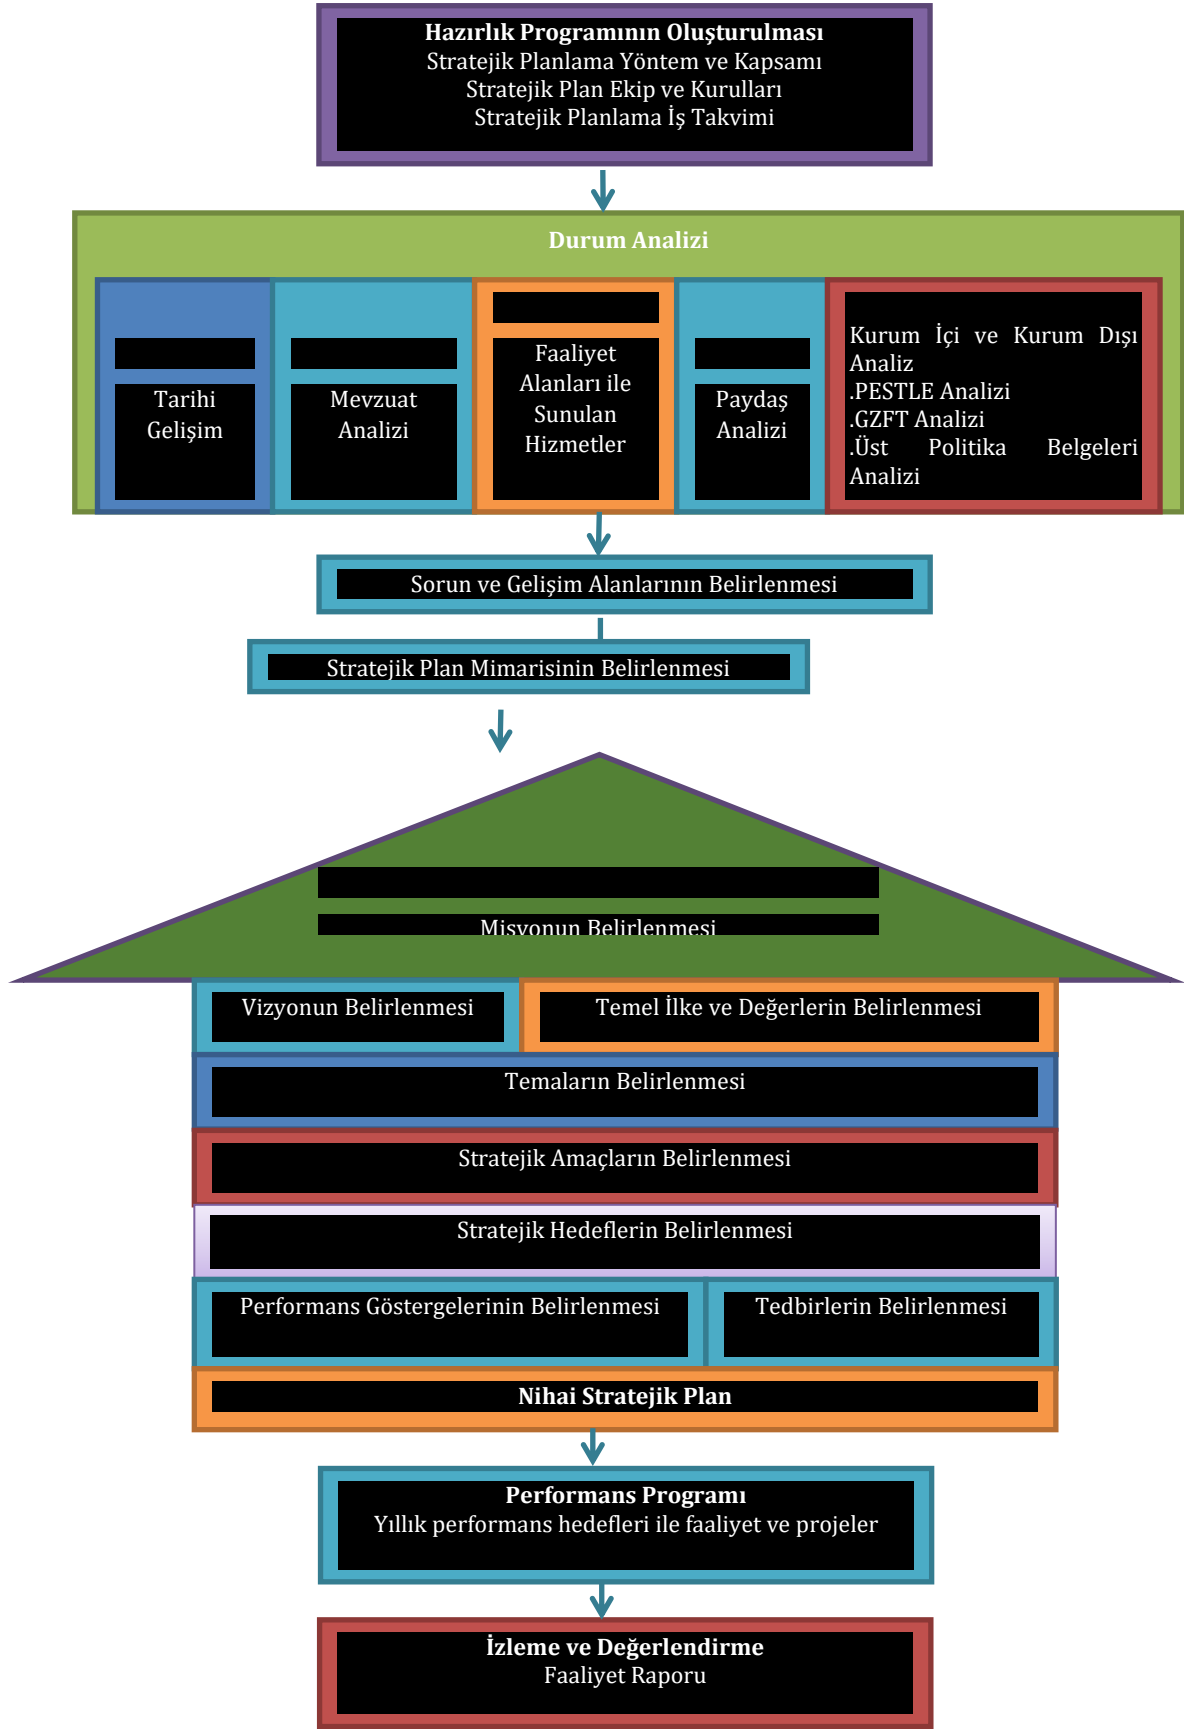 Hazırlık Programının Oluşturulması
Stratejik Planlama Yöntem ve Kapsamı
Stratejik Plan Ekip ve Kurulları
Stratejik Planlama İş Takvimi
Durum Analizi
Tarihi
Gelişim
Mevzuat
Analizi
Faaliyet
Alanları ile
Sunulan
Hizmetler
Paydaş
Analizi
Kurum İçi ve Kurum Dışı
Analiz
.PESTLE Analizi
.GZFT Analizi
.Üst Politika Belgeleri
Analizi
Sorun ve Gelişim Alanlarının Belirlenmesi
Stratejik Plan Mimarisinin Belirlenmesi
Misyonun Belirlenmesi
Vizyonun Belirlenmesi
Temel İlke ve Değerlerin Belirlenmesi
Temaların Belirlenmesi
Stratejik Amaçların Belirlenmesi
Stratejik Hedeflerin Belirlenmesi
Performans Göstergelerinin Belirlenmesi
Tedbirlerin Belirlenmesi
Nihai Stratejik Plan
Performans Programı
Yıllık performans hedefleri ile faaliyet ve projeler
İzleme ve Değerlendirme
Faaliyet Raporu